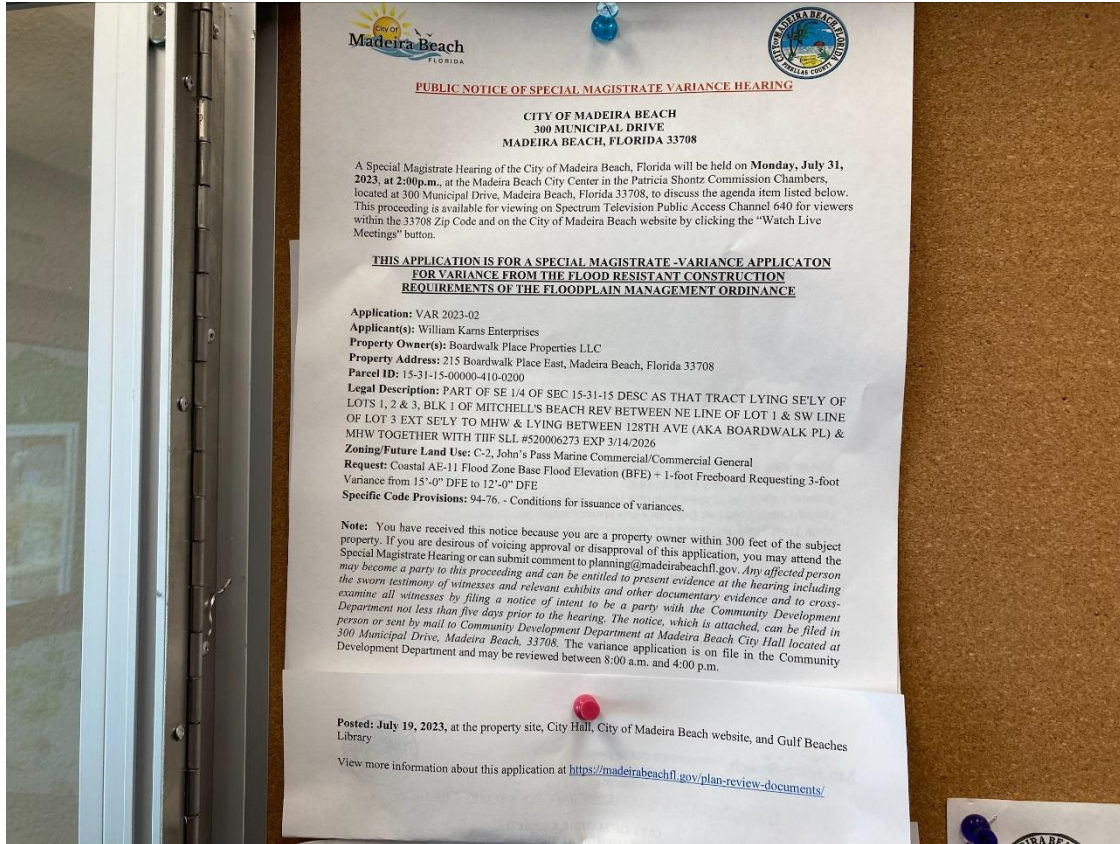 City Of
Madeira Beach
FLORIDA
CITY OF MADEIRA BEACH, FLORIDA
PINELLAS COUNTY
PUBLIC NOTICE OF SPECIAL MAGISTRATE VARIANCE HEARING
CITY OF MADEIRA BEACH
300 MUNICIPAL DRIVE
MADEIRA BEACH, FLORIDA 33708
A Special Magistrate Hearing of the City of Madeira Beach, Florida will be held on Monday, July 31,
2023, at 2:00p.m., at the Madeira Beach City Center in the Patricia Shontz Commission Chambers,
located at 300 Municipal Drive, Madeira Beach, Florida 33708, to discuss the agenda item listed below.
This proceeding is available for viewing on Spectrum Television Public Access Channel 640 for viewers
within the 33708 Zip Code and on the City of Madeira Beach website by clicking the “Watch Live
Meetings” button.
THIS APPLICATION IS FOR A SPECIAL MAGISTRATE -VARIANCE APPLICATON
FOR VARIANCE FROM THE FLOOD RESISTANT CONSTRUCTION
REQUIREMENTS OF THE FLOODPLAIN MANAGEMENT ORDINANCE
Application: VAR 2023-02
Applicant(s): William Karns Enterprises
Property Owner(s): Boardwalk Place Properties LLC
Property Address: 215 Boardwalk Place East, Madeira Beach, Florida 33708
Parcel ID: 15-31-15-00000-410-0200
Legal Description: PART OF SE 1/4 OF SEC 15-31-15 DESC AS THAT TRACT LYING SE'LY OF
LOTS 1, 2 & 3, BLK 1 OF MITCHELL'S BEACH REV BETWEEN NE LINE OF LOT 1 & SW LINE
OF LOT 3 EXT SE'LY TO MHW & LYING BETWEEN 128TH AVE (AKA BOARDWALK PL) &
MHW TOGETHER WITH TIIF SLL #520006273 EXP 3/14/2026
Zoning/Future Land Use: C-2, John’s Pass Marine Commercial/Commercial General
Request: Coastal AE-11 Flood Zone Base Flood Elevation (BFE) + 1-foot Freeboard Requesting 3-foot
Variance from 15’-0” DFE to 12’-0” DFE
Specific Code Provisions: 94-76. - Conditions for issuance of variances.
Note: You have received this notice because you are a property owner within 300 feet of the subject
property. If you are desirous of voicing approval or disapproval of this application, you may attend the
Special Magistrate Hearing or can submit comment to planning@madeirabeachfl.gov. Any affected person
may become a party to this proceeding and can be entitled to present evidence at the hearing including
the sworn testimony of witnesses and relevant exhibits and other documentary evidence and to cross-
examine all witnesses by filing a notice of intent to be a party with the Community Development
Department not less than five days prior to the hearing. The notice, which is attached, can be filed in
person or sent by mail to Community Development Department at Madeira Beach City Hall located at
300 Municipal Drive, Madeira Beach, 33708. The variance application is on file in the Community
Development Department and may be reviewed between 8:00 a.m. and 4:00 p.m.
Posted: July 19, 2023, at the property site, City Hall, City of Madeira Beach website, and Gulf Beaches
Library
View more information about this application at https://madeirabeachfl.gov/plan-review-documents/